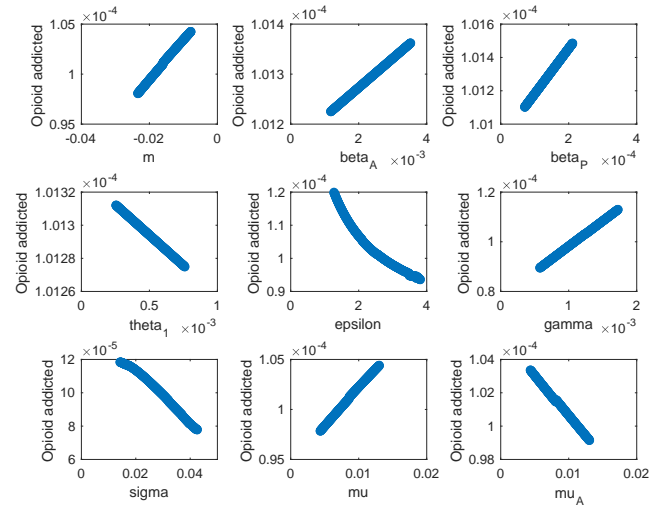 ×10⁻⁴ ×10⁻⁴ ×10⁻⁴
1.05 1.014 1.016
1 1.013 1.014
1.012
0.95 1.012 1.01
Opioid addicted Opioid addicted Opioid addicted
-0.04 -0.02 0 0 2 4 0 2 4
m beta_A ×10⁻³ beta_P ×10⁻⁴
×10⁻⁴ ×10⁻⁴ ×10⁻⁴
1.0132 1.2 1.2
1.1
1.013 1 1
1.0128
1.0126 0.9 0.8
Opioid addicted Opioid addicted Opioid addicted
0 0.5 1 0 2 4 0 1 2
theta_1 ×10⁻³ epsilon gamma ×10⁻³
×10⁻⁵ ×10⁻⁴ ×10⁻⁴
12 1.05 1.04
10 1 1.02
8 1
6 0.95 0.98
Opioid addicted Opioid addicted Opioid addicted
0 0.02 0.04 0 0.01 0.02 0 0.01 0.02
sigma mu mu_A